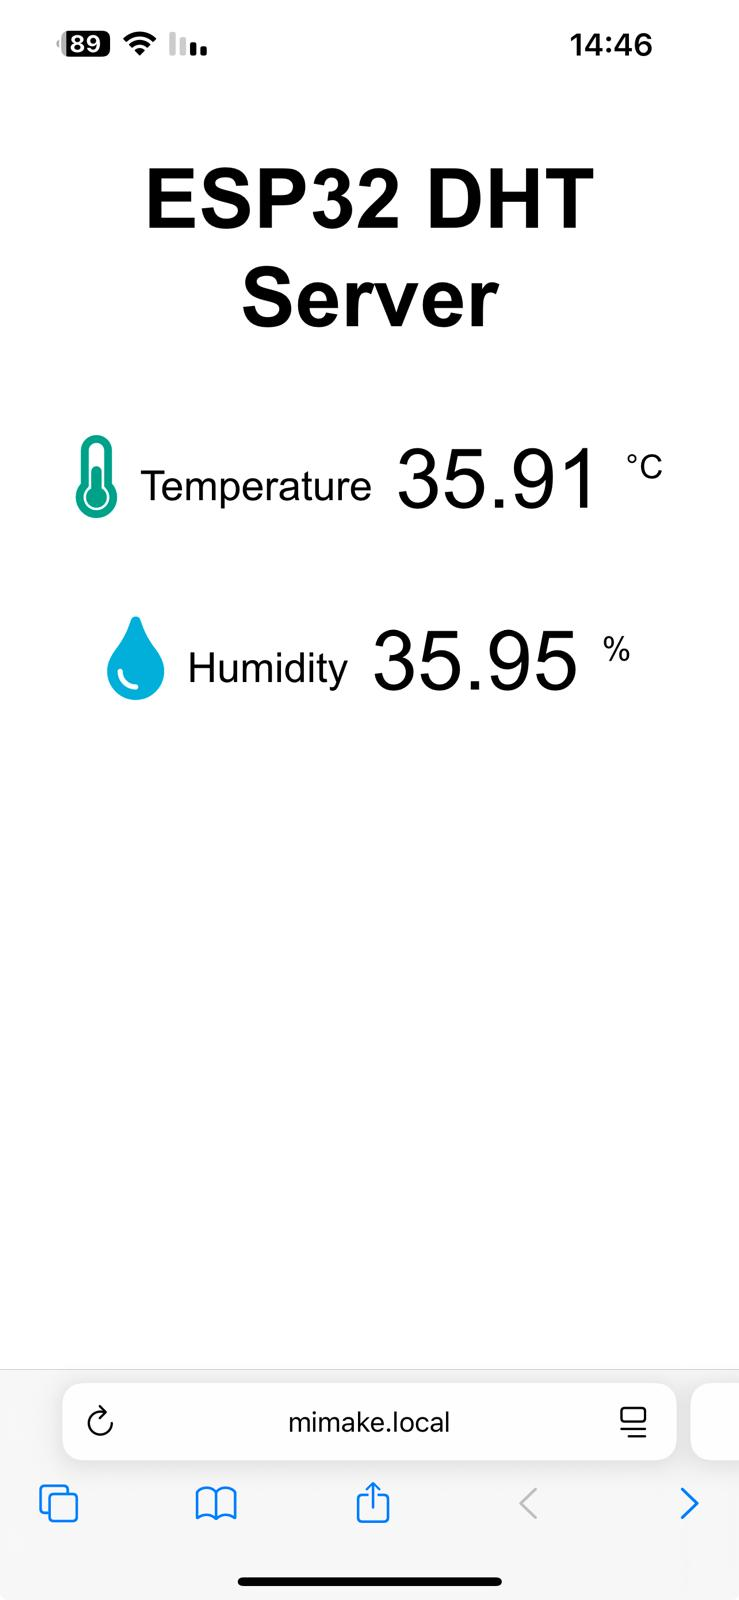 89
14:46
ESP32 DHT
Server
Temperature 35.91 °C
Humidity 35.95 %
mimake.local